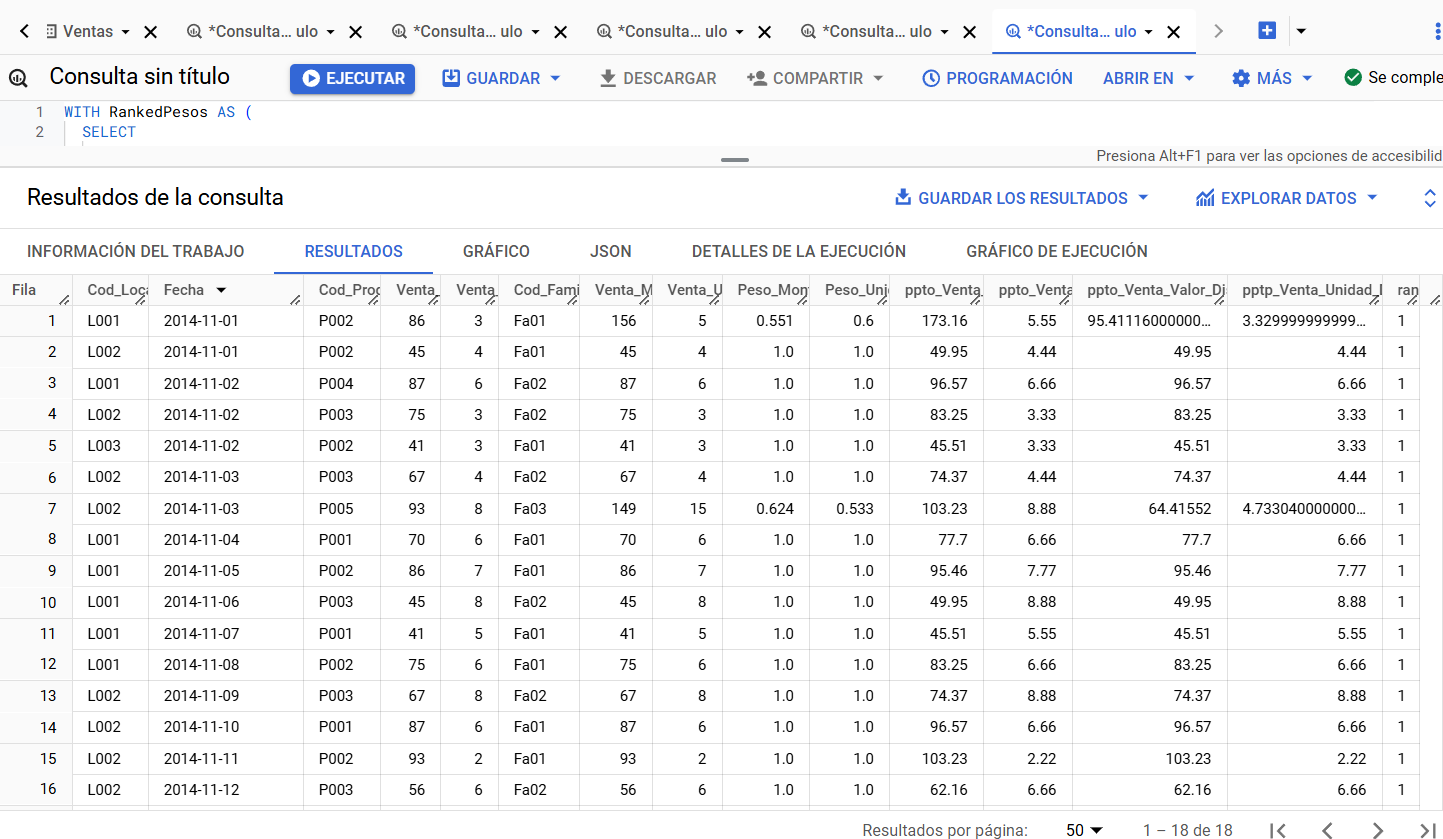 Ventas *Consulta… ulo *Consulta… ulo *Consulta… ulo *Consulta… ulo *Consulta… ulo
Consulta sin título EJECUTAR GUARDAR DESCARGAR COMPARTIR PROGRAMACIÓN ABRIR EN MÁS Se comple
1 WITH RankedPesos AS (
2 SELECT
Presiona Alt+F1 para ver las opciones de accesibilid
Resultados de la consulta GUARDAR LOS RESULTADOS EXPLORAR DATOS
INFORMACIÓN DEL TRABAJO RESULTADOS GRÁFICO JSON DETALLES DE LA EJECUCIÓN GRÁFICO DE EJECUCIÓN
Fila Cod_Loca Fecha Cod_Prod Venta_ Venta_ Cod_Fami Venta_M Venta_U Peso_Mon Peso_Uni ppto_Venta_ ppto_Venta ppto_Venta_Valor_Di pptp_Venta_Unidad_ ran
1 L001 2014-11-01 P002 86 3 Fa01 156 5 0.551 0.6 173.16 5.55 95.41116000000… 3.329999999999… 1
2 L002 2014-11-01 P002 45 4 Fa01 45 4 1.0 1.0 49.95 4.44 49.95 4.44 1
3 L001 2014-11-02 P004 87 6 Fa02 87 6 1.0 1.0 96.57 6.66 96.57 6.66 1
4 L002 2014-11-02 P003 75 3 Fa02 75 3 1.0 1.0 83.25 3.33 83.25 3.33 1
5 L003 2014-11-02 P002 41 3 Fa01 41 3 1.0 1.0 45.51 3.33 45.51 3.33 1
6 L002 2014-11-03 P003 67 4 Fa02 67 4 1.0 1.0 74.37 4.44 74.37 4.44 1
7 L002 2014-11-03 P005 93 8 Fa03 149 15 0.624 0.533 103.23 8.88 64.41552 4.733040000000… 1
8 L001 2014-11-04 P001 70 6 Fa01 70 6 1.0 1.0 77.7 6.66 77.7 6.66 1
9 L001 2014-11-05 P002 86 7 Fa01 86 7 1.0 1.0 95.46 7.77 95.46 7.77 1
10 L001 2014-11-06 P003 45 8 Fa02 45 8 1.0 1.0 49.95 8.88 49.95 8.88 1
11 L001 2014-11-07 P001 41 5 Fa01 41 5 1.0 1.0 45.51 5.55 45.51 5.55 1
12 L001 2014-11-08 P002 75 6 Fa01 75 6 1.0 1.0 83.25 6.66 83.25 6.66 1
13 L002 2014-11-09 P003 67 8 Fa02 67 8 1.0 1.0 74.37 8.88 74.37 8.88 1
14 L002 2014-11-10 P001 87 6 Fa01 87 6 1.0 1.0 96.57 6.66 96.57 6.66 1
15 L002 2014-11-11 P002 93 2 Fa01 93 2 1.0 1.0 103.23 2.22 103.23 2.22 1
16 L002 2014-11-12 P003 56 6 Fa02 56 6 1.0 1.0 62.16 6.66 62.16 6.66 1
Resultados por página: 50 1 – 18 de 18